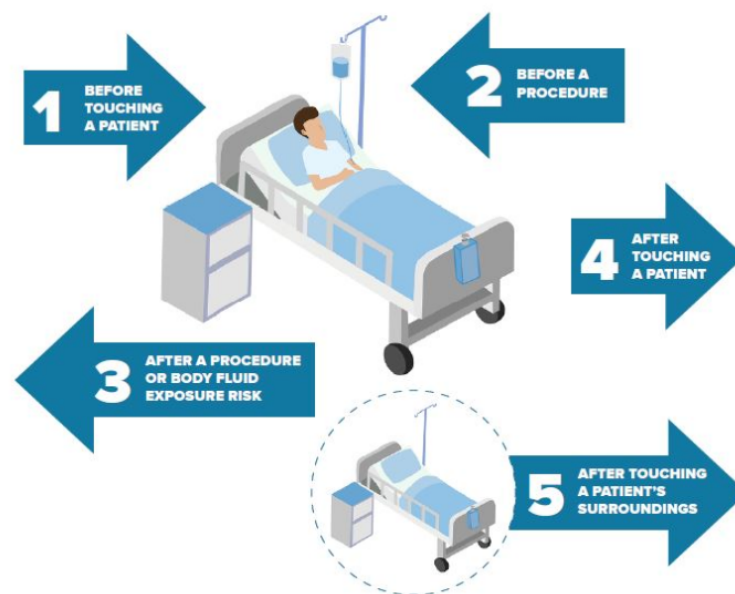 1
BEFORE
TOUCHING
A PATIENT
2
BEFORE A
PROCEDURE
3
AFTER A PROCEDURE
OR BODY FLUID
EXPOSURE RISK
4
AFTER
TOUCHING
A PATIENT
5
AFTER TOUCHING
A PATIENT'S
SURROUNDINGS